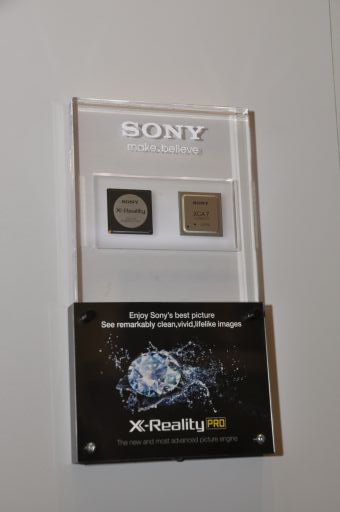 SONY
make.believe
SONY
X-Reality
SONY
XCA7
Enjoy Sony's best picture
See remarkably clean,vivid,lifelike images
X-Reality PRO
The new and most advanced picture engine